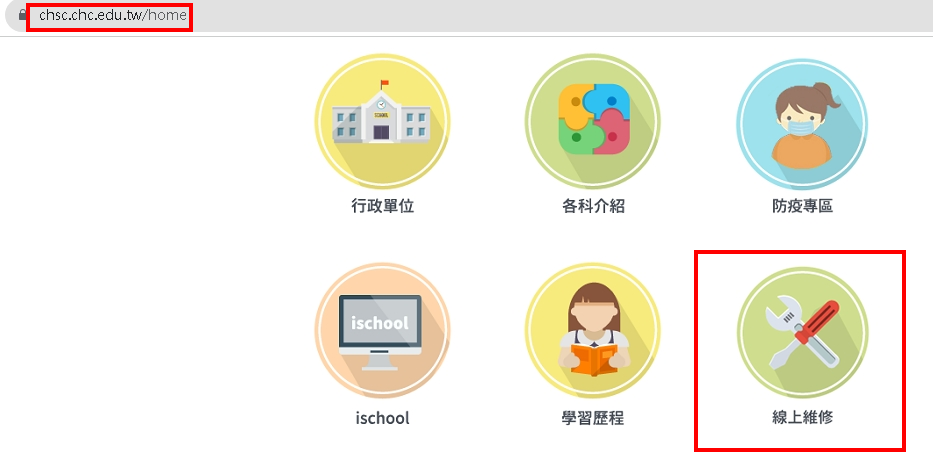 chsc.chc.edu.tw/home
SCHOOL
行政單位
各科介紹
防疫專區
ischool
ischool
學習歷程
線上維修